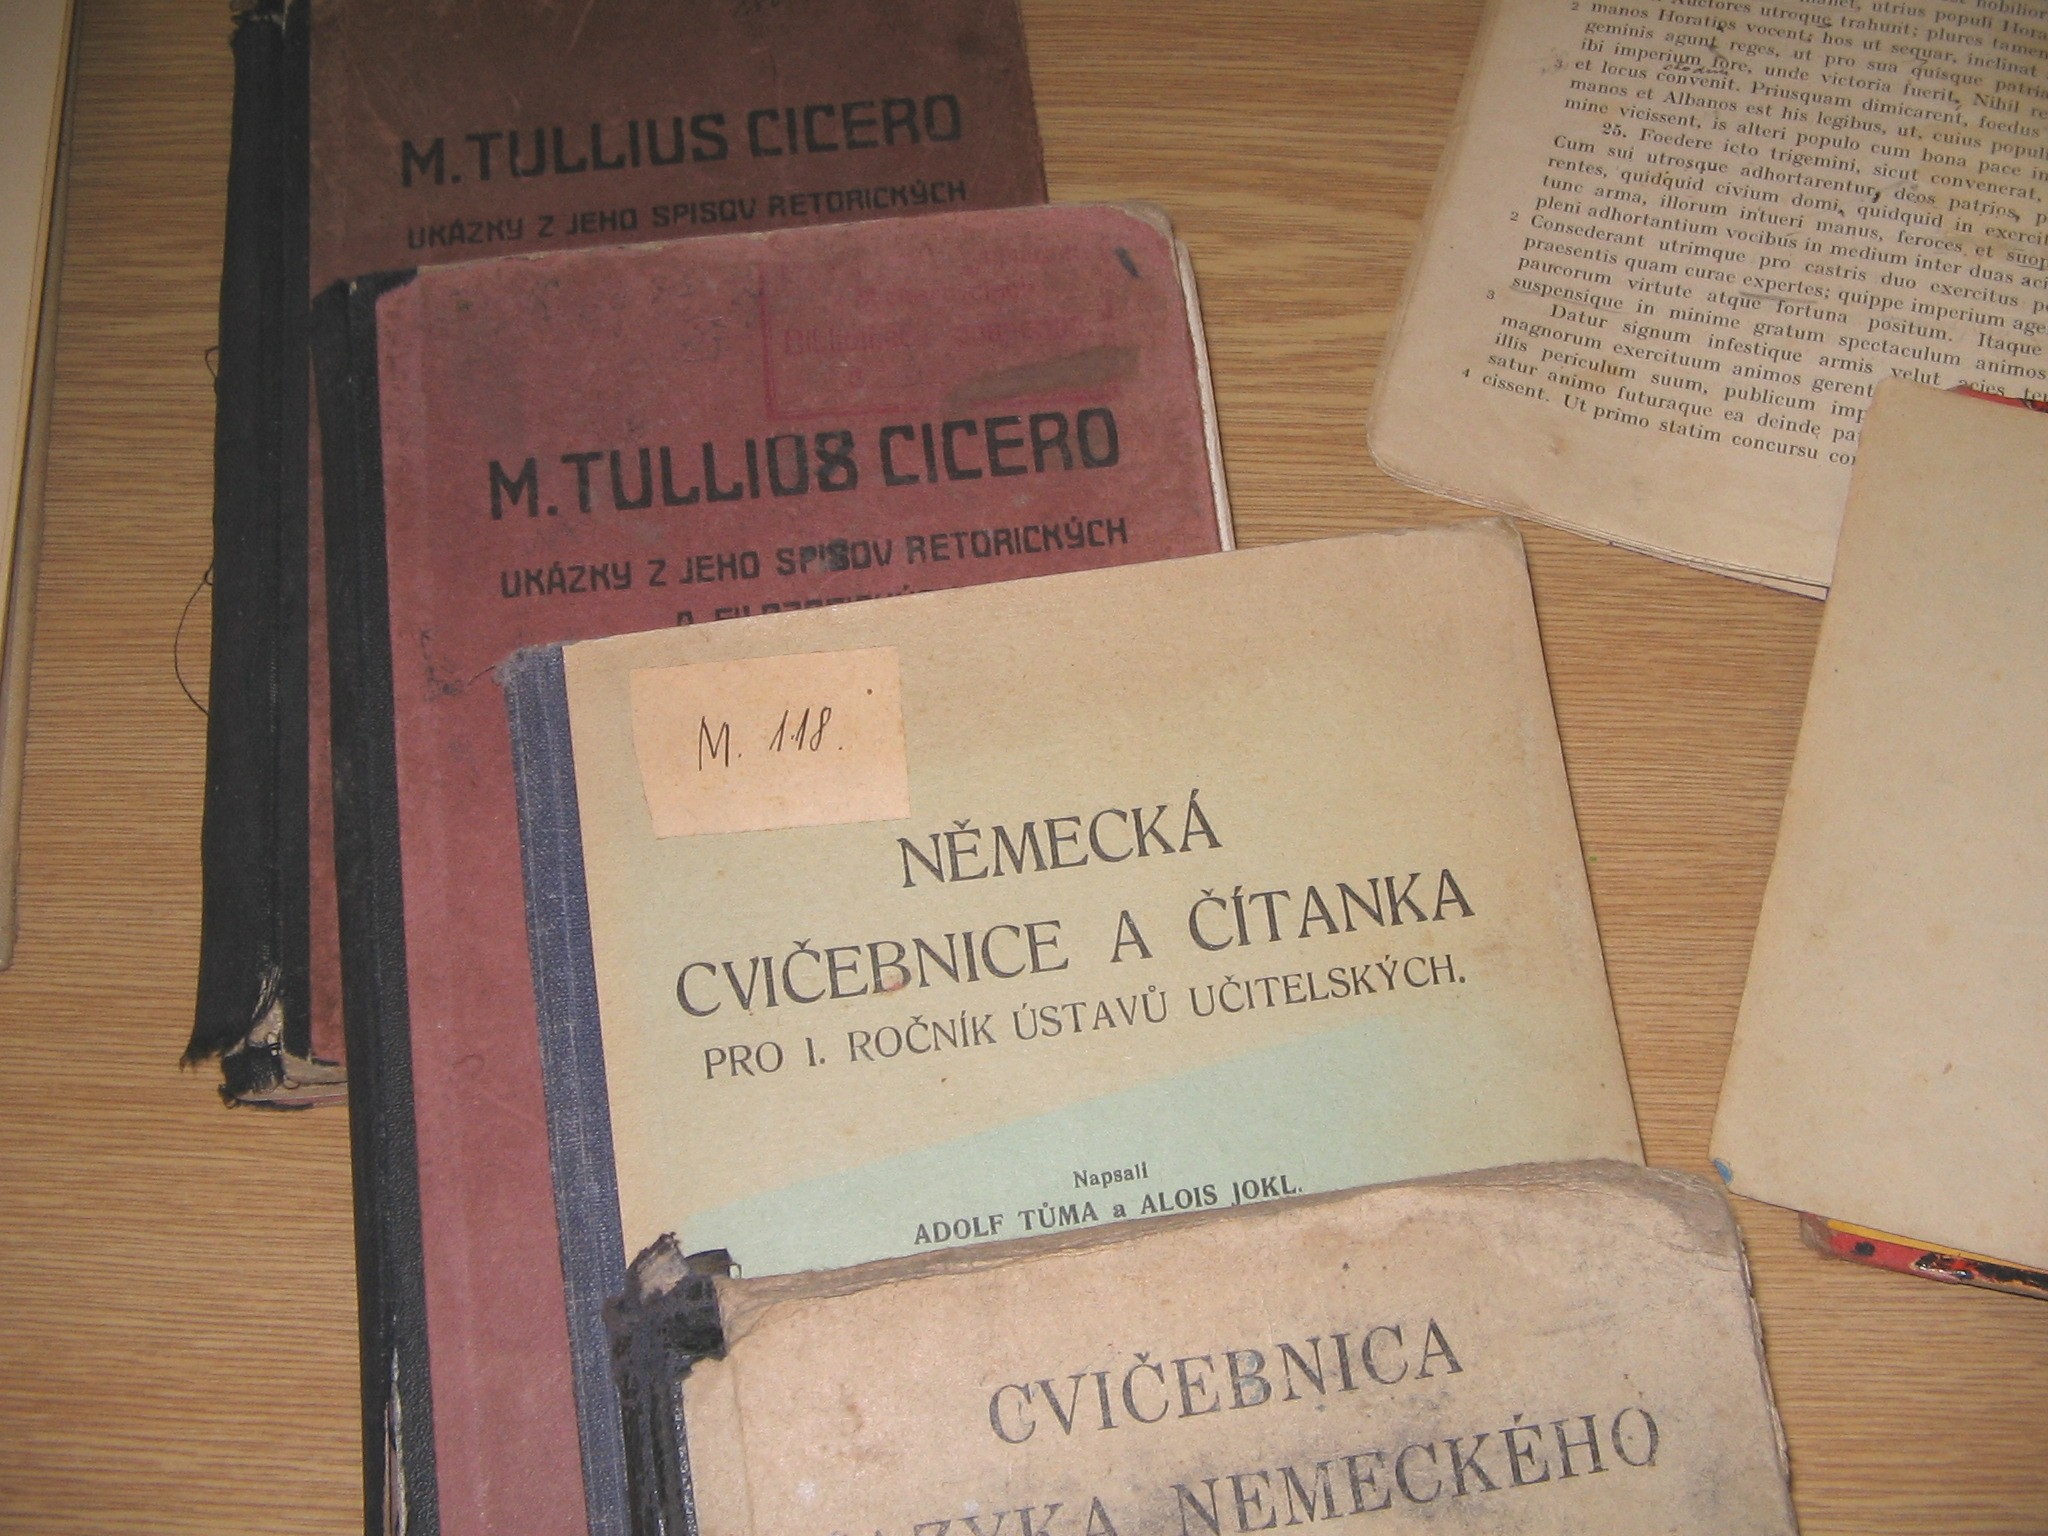 M. TULLIUS CICERO
UKÁZKY Z JEHO SPISOV RETORICKÝCH
M. TULLIUS CICERO
UKÁZKY Z JEHO SPISOV RETORICKÝCH
M. 118.
NĚMECKÁ
CVIČEBNICE A ČÍTANKA
PRO I. ROČNÍK ÚSTAVŮ UČITELSKÝCH.
Napsali
ADOLF TŮMA a ALOIS JOKL.
CVIČEBNICA
NEMECKÉHO
utrius populi
2 Auctores utroque trahunt; plures tamen
manos Horatios vocent; hos ut sequar, inclinat
geminis agunt reges, ut pro sua quisque patria
ibi imperium fore, unde victoria fuerit. Nihil
3 et locus convenit. Priusquam dimicarent, foedus
manos et Albanos est his legibus, ut, cuius
mine vicissent, is alteri populo cum bona pace
25. Foedere icto trigemini, sicut convenerat,
Cum sui utrosque adhortarentur, deos patrios,
rentes, quidquid civium domi, quidquid in
tunc arma, illorum intueri manus, feroces et
pleni adhortantium vocibus in medium inter duas
2 Consederant utrimque pro castris duo exercitus
praesentis quam curae expertes; quippe imperium
paucorum virtute atque fortuna positum. Itaque
3 suspensique in minime gratum spectaculum animos
Datur signum infestique armis velut acies
magnorum exercituum animos
illis periculum suum, publicum
4 satur animo futuraque ea deinde
cissent. Ut primo statim concursu